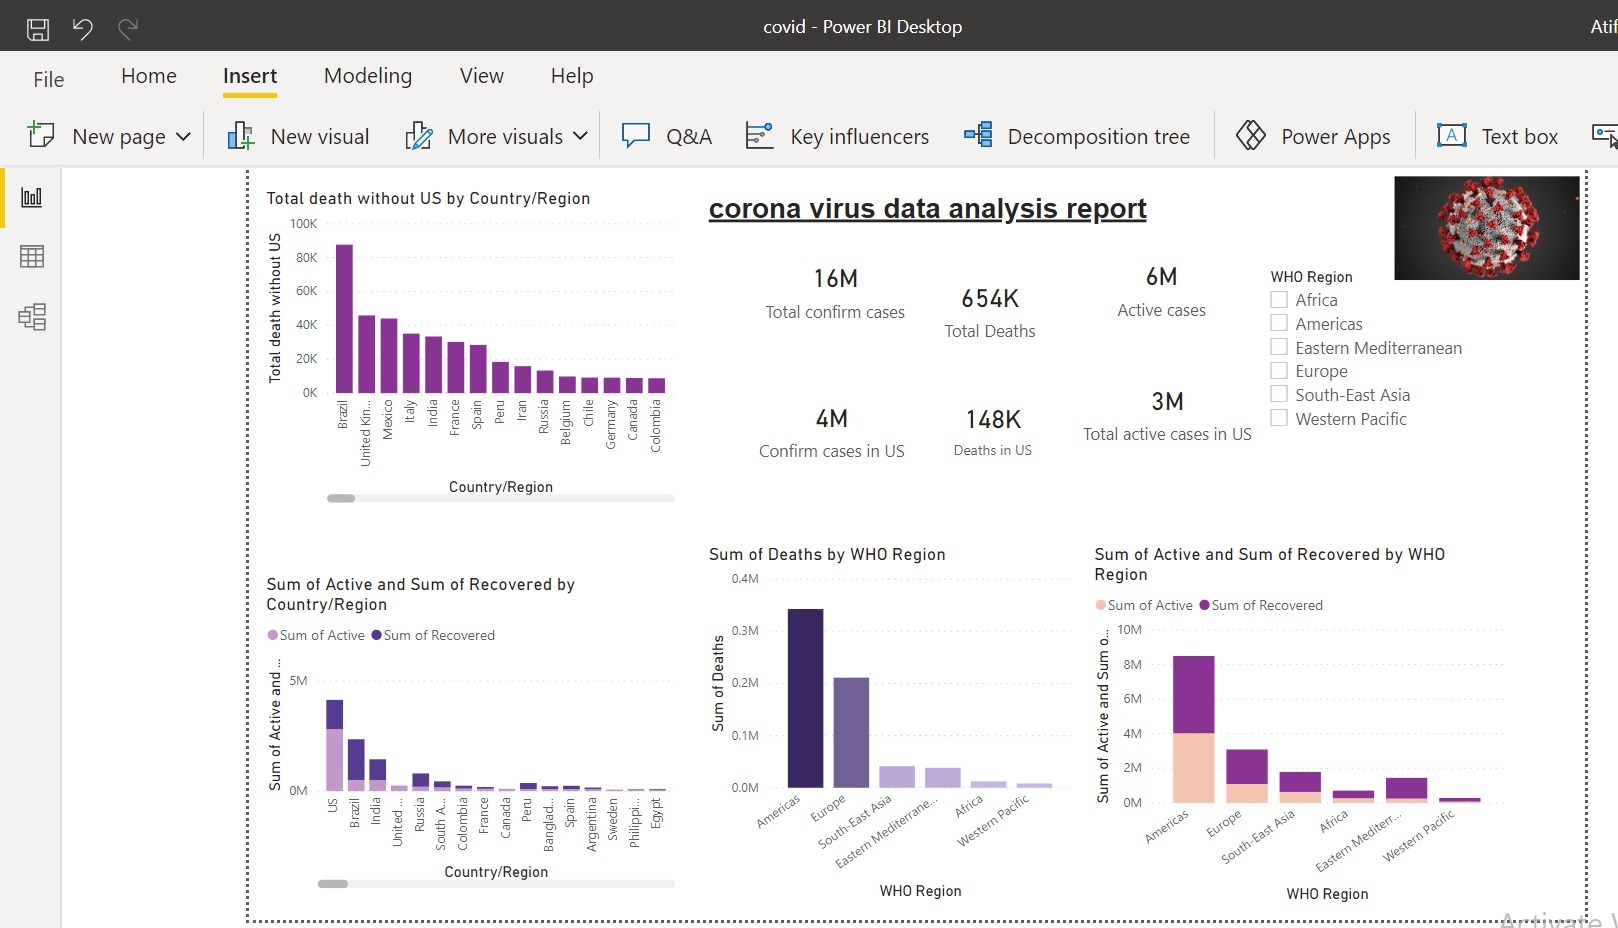 covid - Power BI Desktop
Atif
File
Home
Insert
Modeling
View
Help
New page
New visual
More visuals
Q&A
Key influencers
Decomposition tree
Power Apps
A Text box
Total death without US by Country/Region
Total death without US
100K
80K
60K
40K
20K
0K
Brazil
United Kin...
Mexico
Italy
India
France
Spain
Peru
Iran
Russia
Belgium
Chile
Germany
Canada
Colombia
Country/Region
corona virus data analysis report
16M
Total confirm cases
654K
Total Deaths
6M
Active cases
4M
Confirm cases in US
148K
Deaths in US
3M
Total active cases in US
WHO Region
Africa
Americas
Eastern Mediterranean
Europe
South-East Asia
Western Pacific
Sum of Active and Sum of Recovered by
Country/Region
Sum of Active Sum of Recovered
Sum of Active and ...
5M
0M
US
Brazil
India
United ...
Russia
South A...
Colombia
France
Canada
Peru
Banglad...
Spain
Argentina
Sweden
Philippi...
Egypt
Country/Region
Sum of Deaths by WHO Region
Sum of Deaths
0.4M
0.3M
0.2M
0.1M
0.0M
Americas
Europe
South-East Asia
Eastern Mediterrane...
Africa
Western Pacific
WHO Region
Sum of Active and Sum of Recovered by WHO
Region
Sum of Active Sum of Recovered
Sum of Active and Sum o...
10M
8M
6M
4M
2M
0M
Americas
Europe
South-East Asia
Africa
Eastern Mediterr...
Western Pacific
WHO Region
Activate